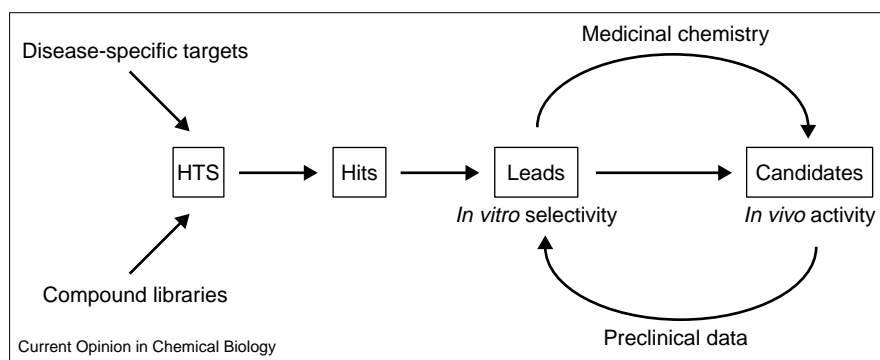 Disease-specific targets
Medicinal chemistry
HTS
Hits
Leads
Candidates
In vitro selectivity
In vivo activity
Compound libraries
Preclinical data
Current Opinion in Chemical Biology